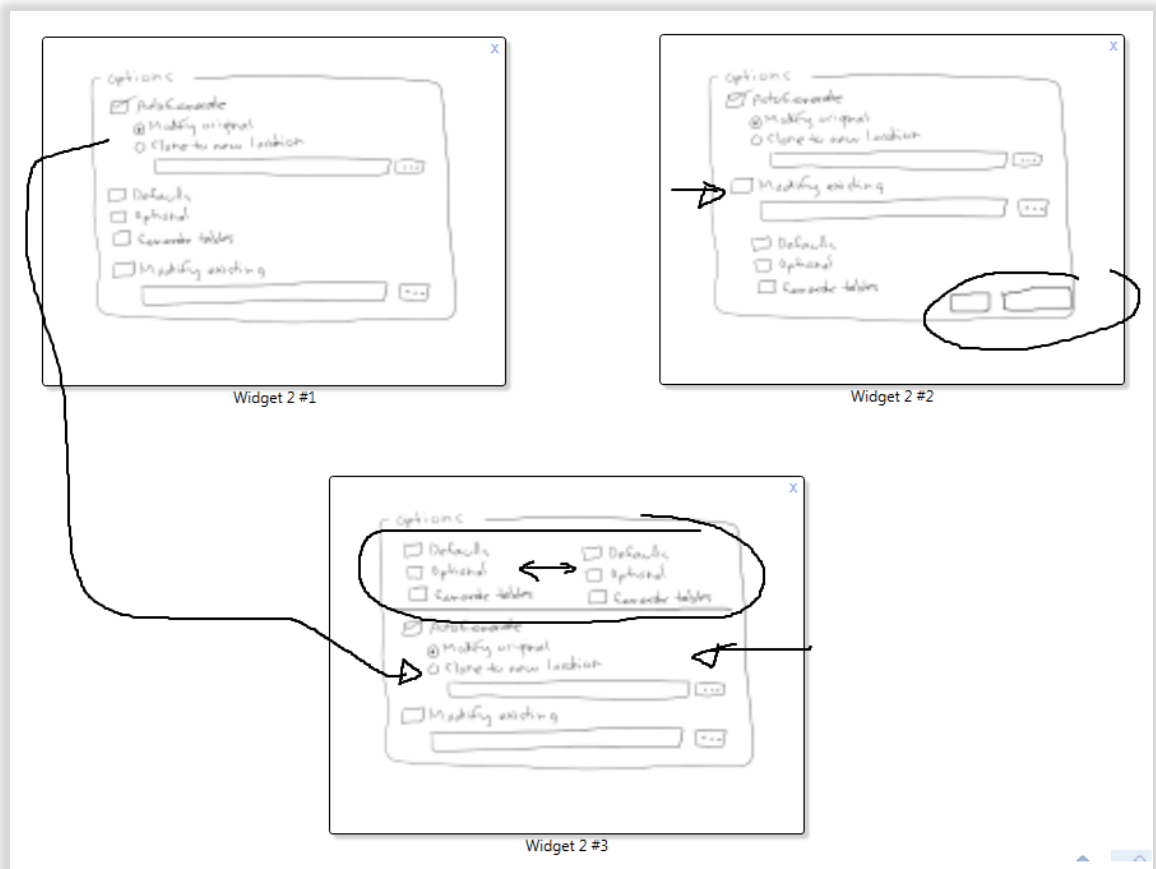 x
options
AutoGenerate
Modify original
Clone to new location
...
Defaults
Optional
Generate tables
Modify existing
...
Widget 2 #1
x
options
AutoGenerate
Modify original
Clone to new location
...
Modify existing
...
Defaults
Optional
Generate tables
Widget 2 #2
x
options
Defaults Defaults
Optional Optional
Generate tables Generate tables
AutoGenerate
Modify original
Clone to new location
...
Modify existing
...
Widget 2 #3